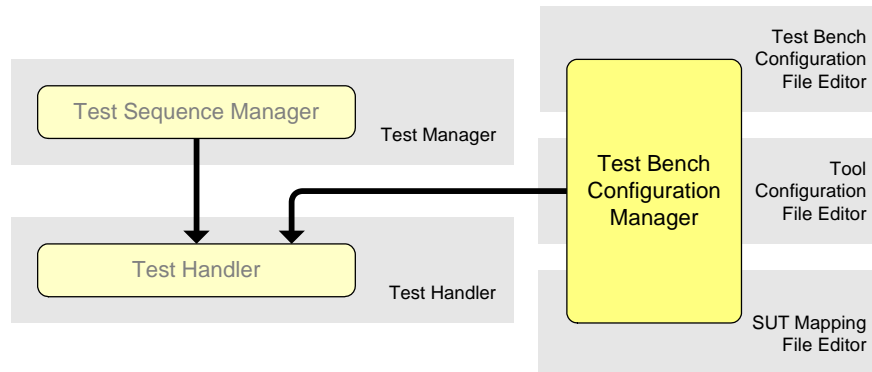 Test Sequence Manager
Test Manager
Test Handler
Test Handler
Test Bench
Configuration
Manager
Test Bench
Configuration
File Editor
Tool
Configuration
File Editor
SUT Mapping
File Editor